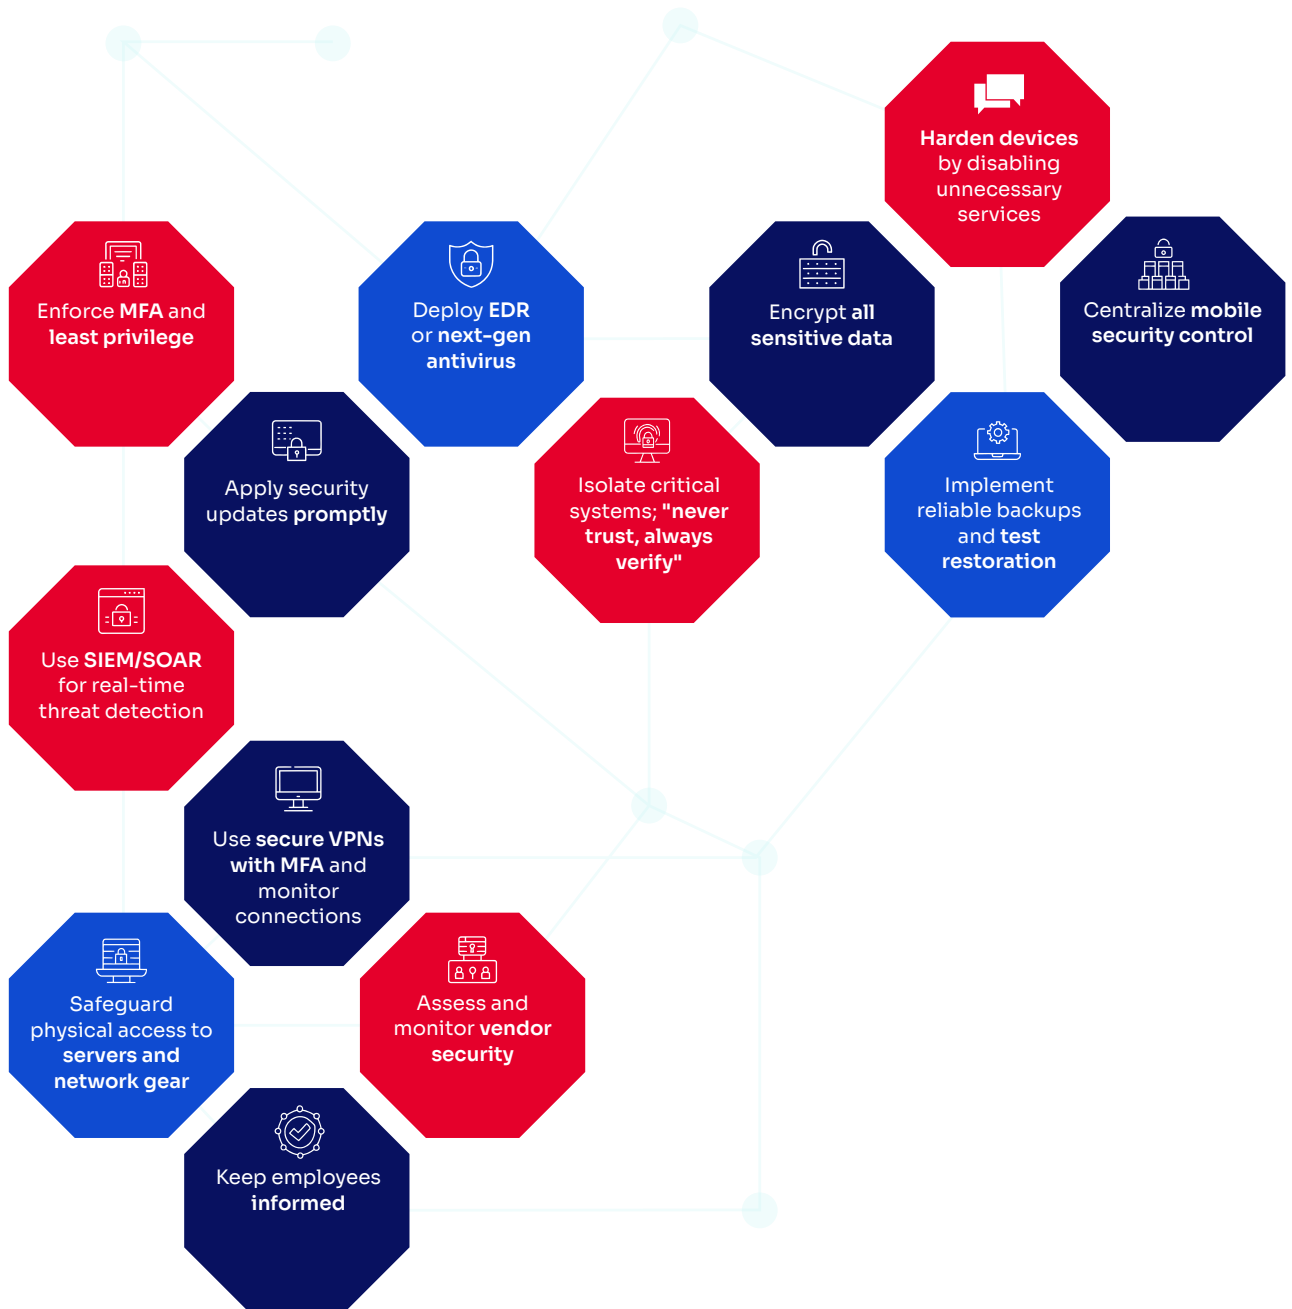 Harden devices
by disabling
unnecessary
services
Enforce MFA and
least privilege
Deploy EDR
or next-gen
antivirus
Encrypt all
sensitive data
Centralize mobile
security control
Apply security
updates promptly
Isolate critical
systems; "never
trust, always
verify"
Implement
reliable backups
and test
restoration
Use SIEM/SOAR
for real-time
threat detection
Use secure VPNs
with MFA and
monitor
connections
Safeguard
physical access to
servers and
network gear
Assess and
monitor vendor
security
Keep employees
informed